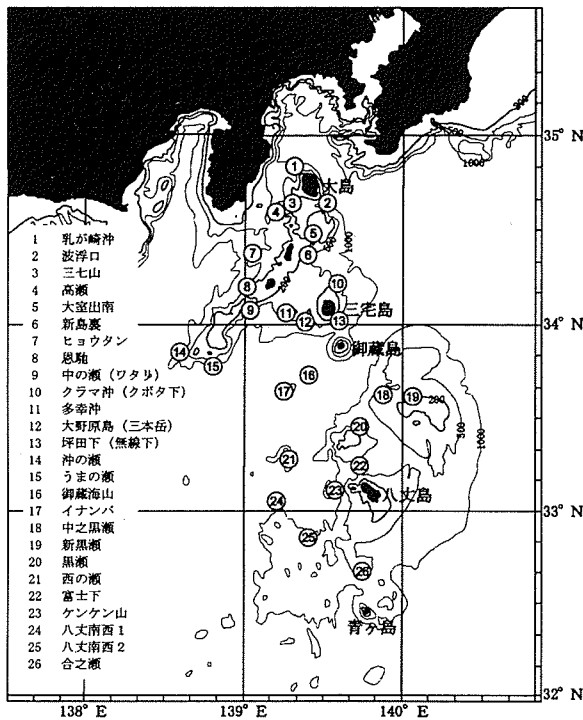 35° N
34° N
33° N
32° N
138° E
139° E
140° E
大島
三宅島
御蔵島
八丈島
青ヶ島
200
500
1000
1000
200
200
500
1000
1 乳が崎沖
2 波浮口
3 三七山
4 高瀬
5 大室出南
6 新島裏
7 ヒョウタン
8 恩馳
9 中の瀬（ワタリ）
10 クラマ沖（クボタ下）
11 多幸沖
12 大野原島（三本岳）
13 坪田下（無線下）
14 沖の瀬
15 うまの瀬
16 御蔵海山
17 イナンバ
18 中之黒瀬
19 新黒瀬
20 黒瀬
21 西の瀬
22 富士下
23 ケンケン山
24 八丈南西1
25 八丈南西2
26 合之瀬
1
2
3
4
5
6
7
8
9
10
11
12
13
14
15
16
17
18
19
20
21
22
23
24
25
26